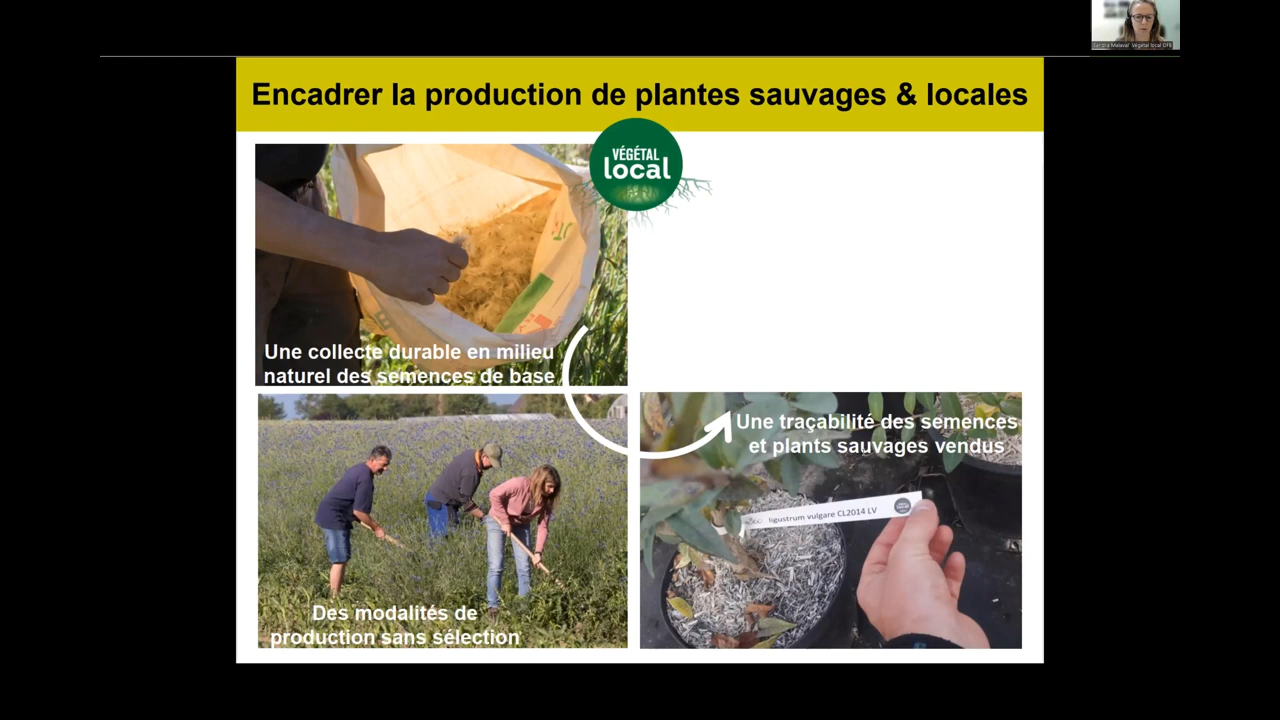 Encadrer la production de plantes sauvages & locales
VÉGÉTAL
local
Une collecte durable en milieu
naturel des semences de base
Une traçabilité des semences
et plants sauvages vendus
ligustrum vulgare CL2014 LV
Des modalités de
production sans sélection